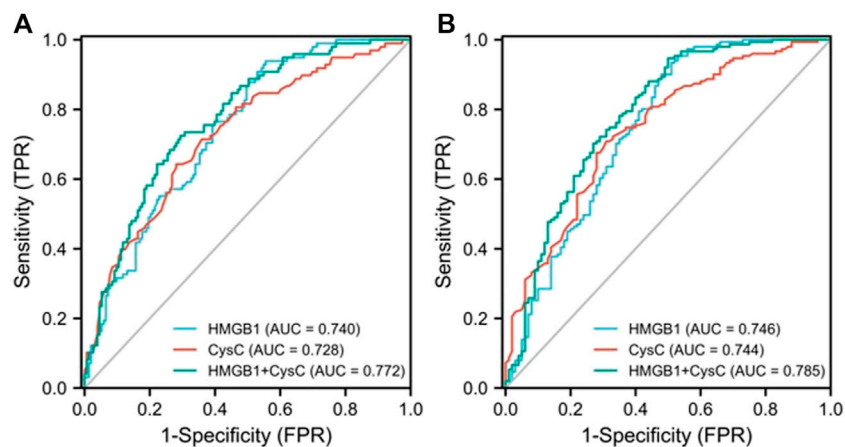 A
Sensitivity (TPR)
1.0
0.8
0.6
0.4
0.2
0.0
HMGB1 (AUC = 0.740)
CysC (AUC = 0.728)
HMGB1+CysC (AUC = 0.772)
0.0 0.2 0.4 0.6 0.8 1.0
1-Specificity (FPR)
B
Sensitivity (TPR)
1.0
0.8
0.6
0.4
0.2
0.0
HMGB1 (AUC = 0.746)
CysC (AUC = 0.744)
HMGB1+CysC (AUC = 0.785)
0.0 0.2 0.4 0.6 0.8 1.0
1-Specificity (FPR)